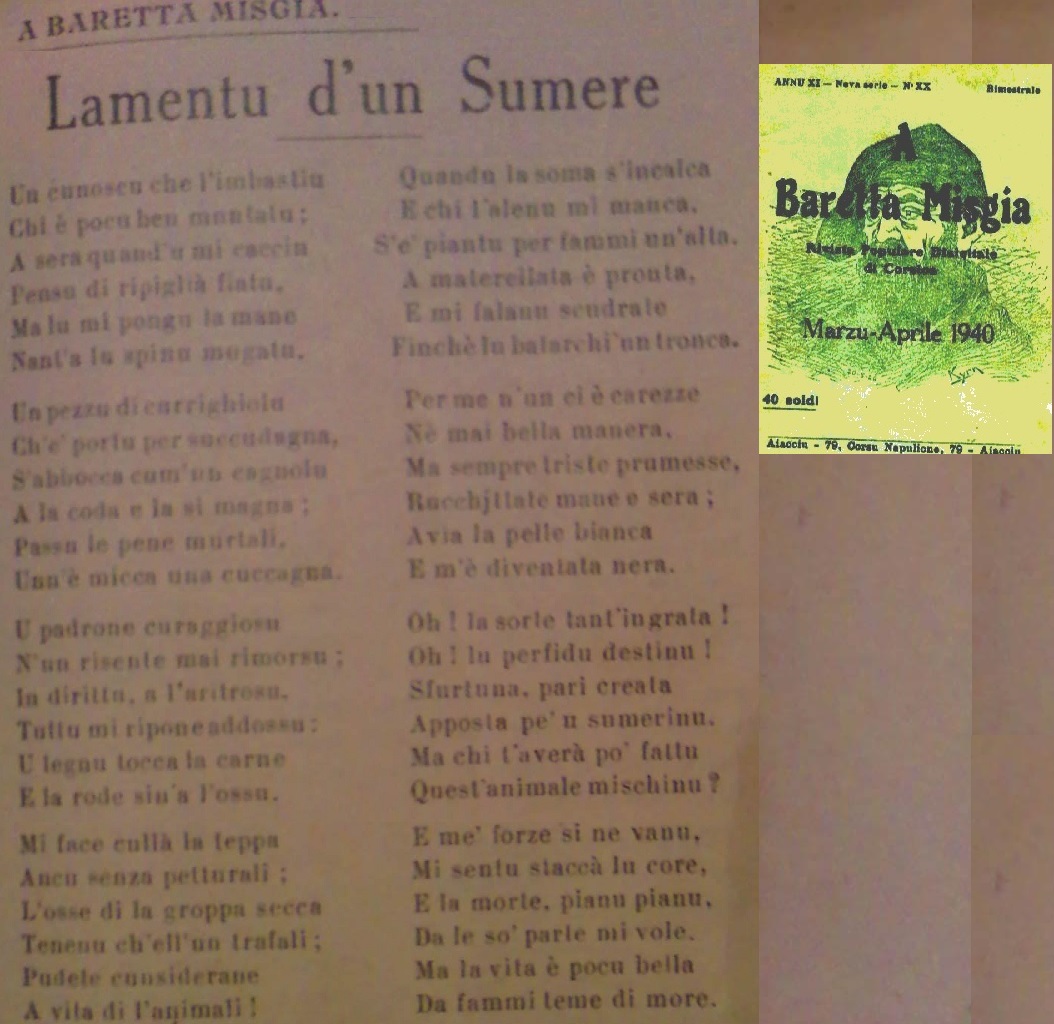 A BARETTA MISGIA.
Lamentu d'un Sumere
Un cunoscu che l'imbastiu
Chi è pocu ben muntatu;
A sera quand'u mi caccia
Pensu di ripiglià fiatu,
Ma lu mi pongu la mane
Nant'a lu spinu mugatu.
Un pezzu di currighiolu
Ch'e' portu per succudagna,
S'abbocca cum'un cagnolu
A la coda e la si magna;
Passu le pene murtali,
Unn'è micca una cuccagna.
U padrone curaggiosu
N'un risente mai rimorsu;
In dirittu, a l'aritrosu,
Tuttu mi ripone addossu;
U legnu tocca la carne
E la rode sin'a l'ossu.
Mi face cullà la teppa
Ancu senza petturali;
L'osse di la groppa secca
Tenenu ch'ell'un trafali;
Pudete cunsiderane
A vita di l'animali!
Quandu la soma s'incalca
E chi l'alenu mi manca,
S'e' piantu per fammi un'alta.
A materellata è pronta,
E mi falanu scudrale
Finchè lu batarchi'un tronca.
Per me n'un ci è carezze
Nè mai bella manera,
Ma sempre triste prumesse,
mane e sera;
Avia la pelle bianca
E m'è diventata nera.
Oh! la sorte tant'ingrata!
Oh! lu perfidu destinu!
Sfurtuna, pari creata
Apposta pe' u sumerinu.
Ma chi t'averà po' fattu
Quest'animale mischinu?
E me' forze si ne vanu,
Mi sentu staccà lu core,
E la morte, pianu pianu,
Da le so' parte mi vole.
Ma la vita è pocu bella
Da fammi teme di more.
ANNU XI — Nova serie — N° XX
Bimestrale
A
Baretta Misgia
Rivista Populare Dialettale
di Corsica
Marzu-Aprile 1940
Kyrn
40 soldi
Aiacciu - 79, Corsu Napulione, 79 - Aiacciu